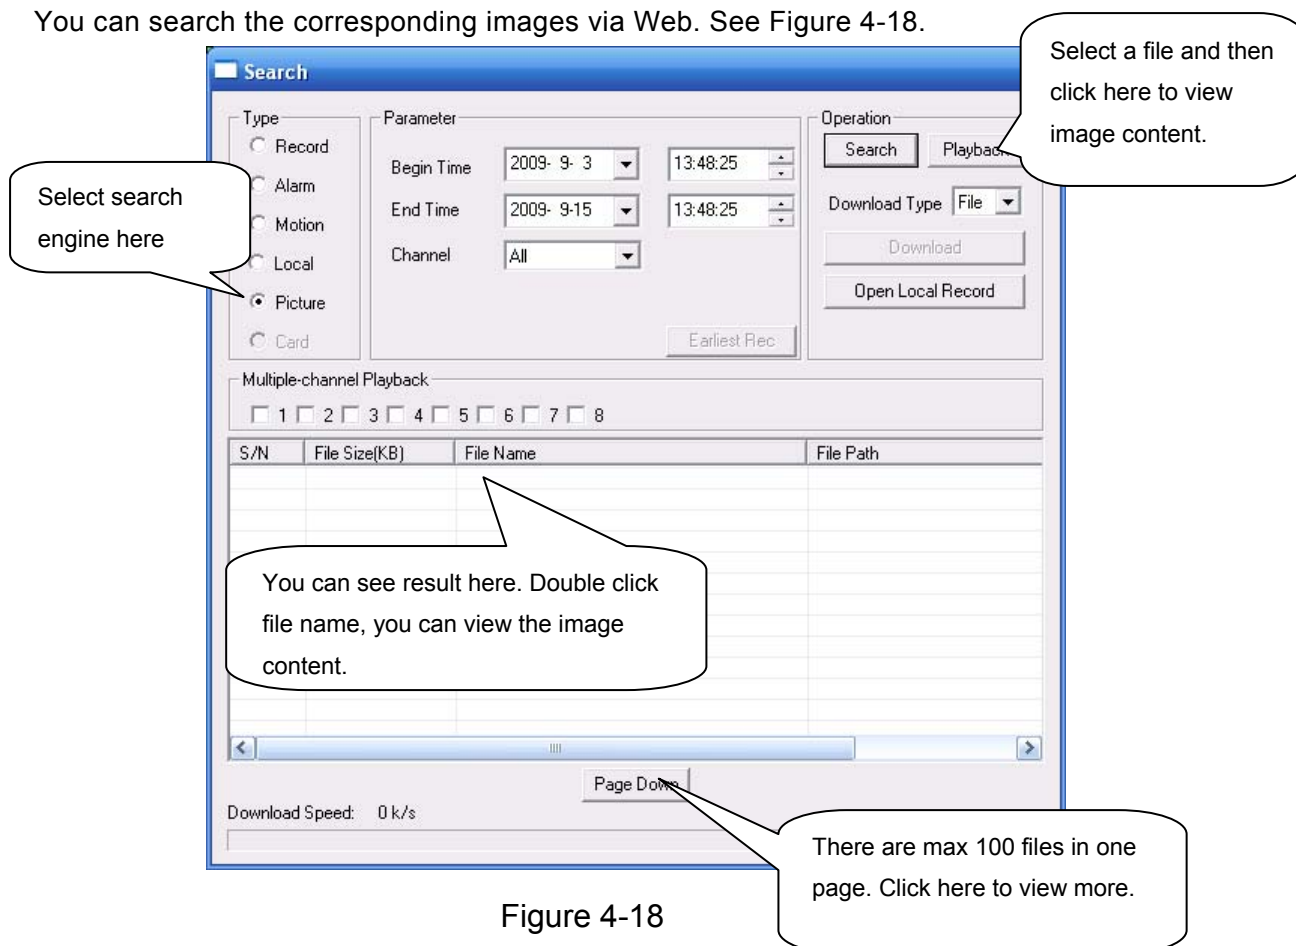 You can search the corresponding images via Web. See Figure 4-18.
Search
Select a file and then
click here to view
image content.
Type
Record
Alarm
Motion
Local
Picture
Card
Select search
engine here
Parameter
Begin Time 2009- 9- 3 13:48:25
End Time 2009- 9-15 13:48:25
Channel All
Earliest Rec
Operation
Search Playback
Download Type File
Download
Open Local Record
Multiple-channel Playback
1 2 3 4 5 6 7 8
S/N File Size(KB) File Name File Path
You can see result here. Double click
file name, you can view the image
content.
Page Down
Download Speed: 0 k/s
There are max 100 files in one
page. Click here to view more.
Figure 4-18